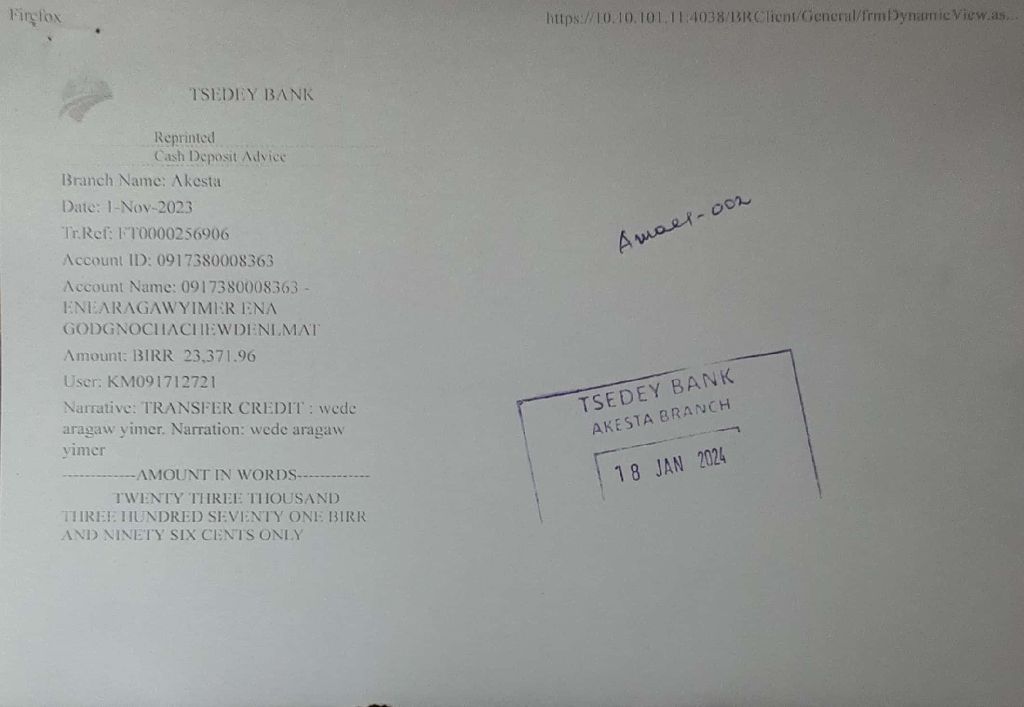 Firefox
https://10.10.101.11:4038/BRClient/General/frmDynamicView.as...
TSEDEY BANK
Reprinted
Cash Deposit Advice
Branch Name: Akesta
Date: 1-Nov-2023
Tr.Ref: FT0000256906
Account ID: 0917380008363
Account Name: 0917380008363 -
ENEARAGAWYIMER ENA
GODGNOCHACHEWDENLMAT
Amount: BIRR 23,371.96
User: KM091712721
Narrative: TRANSFER CREDIT : wede
aragaw yimer. Narration: wede aragaw
yimer
------------AMOUNT IN WORDS------------
TWENTY THREE THOUSAND
THREE HUNDRED SEVENTY ONE BIRR
AND NINETY SIX CENTS ONLY
-002
TSEDEY BANK
AKESTA BRANCH
18 JAN 2024